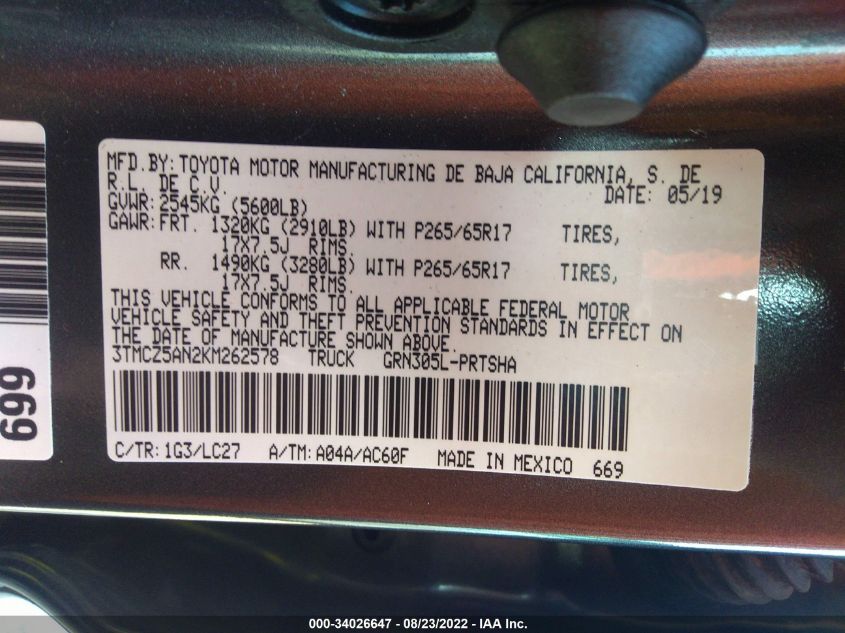 MFD.BY:TOYOTA MOTOR MANUFACTURING DE BAJA CALIFORNIA, S. DE
R.L. DE C.V. DATE: 05/19
GVWR:2545KG (5600LB)
GAWR:FRT. 1320KG (2910LB) WITH P265/65R17 TIRES,
17X7.5J RIMS.
RR. 1490KG (3280LB) WITH P265/65R17 TIRES,
17X7.5J RIMS.
THIS VEHICLE CONFORMS TO ALL APPLICABLE FEDERAL MOTOR
VEHICLE SAFETY AND THEFT PREVENTION STANDARDS IN EFFECT ON
THE DATE OF MANUFACTURE SHOWN ABOVE.
3TMCZ5AN2KM262578 TRUCK GRN305L-PRTSHA
C/TR:1G3/LC27 A/TM:A04A/AC60F MADE IN MEXICO 669
699
000-34026647 - 08/23/2022 - IAA Inc.